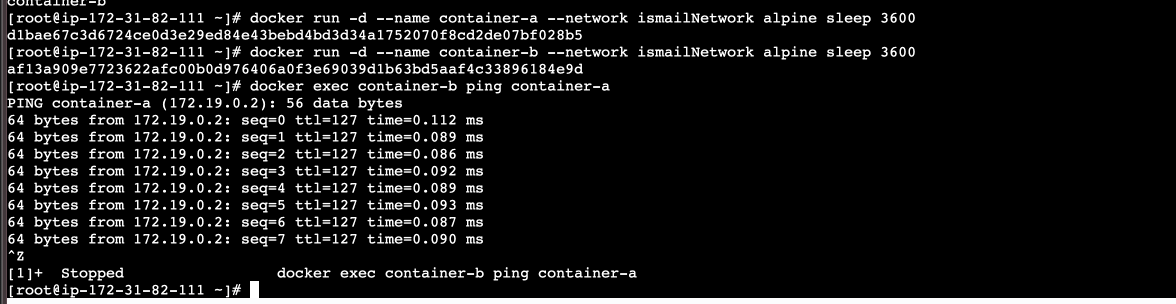 container-b
[root@ip-172-31-82-111 ~]# docker run -d --name container-a --network ismailNetwork alpine sleep 3600
d1bae67c3d6724ce0d3e29ed84e43bebd4bd3d34a1752070f8cd2de07bf028b5
[root@ip-172-31-82-111 ~]# docker run -d --name container-b --network ismailNetwork alpine sleep 3600
af13a909e7723622afc00b0d976406a0f3e69039d1b63bd5aaf4c33896184e9d
[root@ip-172-31-82-111 ~]# docker exec container-b ping container-a
PING container-a (172.19.0.2): 56 data bytes
64 bytes from 172.19.0.2: seq=0 ttl=127 time=0.112 ms
64 bytes from 172.19.0.2: seq=1 ttl=127 time=0.089 ms
64 bytes from 172.19.0.2: seq=2 ttl=127 time=0.086 ms
64 bytes from 172.19.0.2: seq=3 ttl=127 time=0.092 ms
64 bytes from 172.19.0.2: seq=4 ttl=127 time=0.089 ms
64 bytes from 172.19.0.2: seq=5 ttl=127 time=0.093 ms
64 bytes from 172.19.0.2: seq=6 ttl=127 time=0.087 ms
64 bytes from 172.19.0.2: seq=7 ttl=127 time=0.090 ms
^Z
[1]+  Stopped                 docker exec container-b ping container-a
[root@ip-172-31-82-111 ~]#